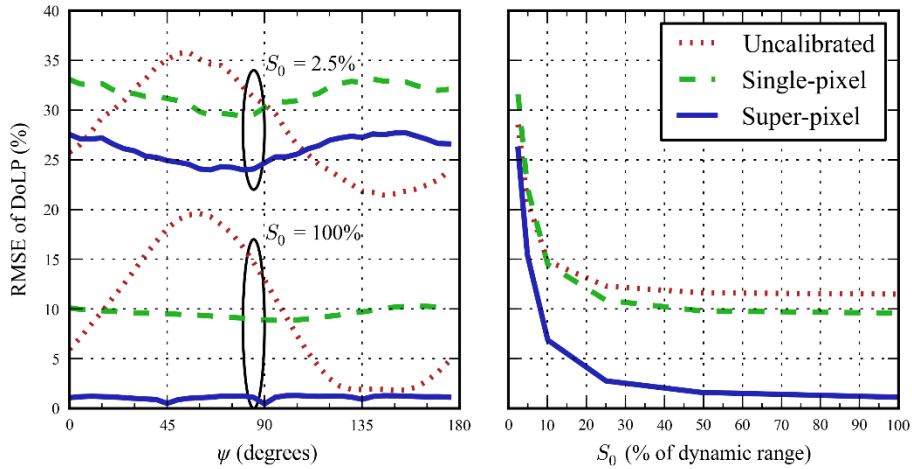 RMSE of DoLP (%)
40
35
30
25
20
15
10
5
0
S₀ = 2.5%
S₀ = 100%
0
45
90
135
180
ψ (degrees)
Uncalibrated
Single-pixel
Super-pixel
0 10 20 30 40 50 60 70 80 90 100
S₀ (% of dynamic range)